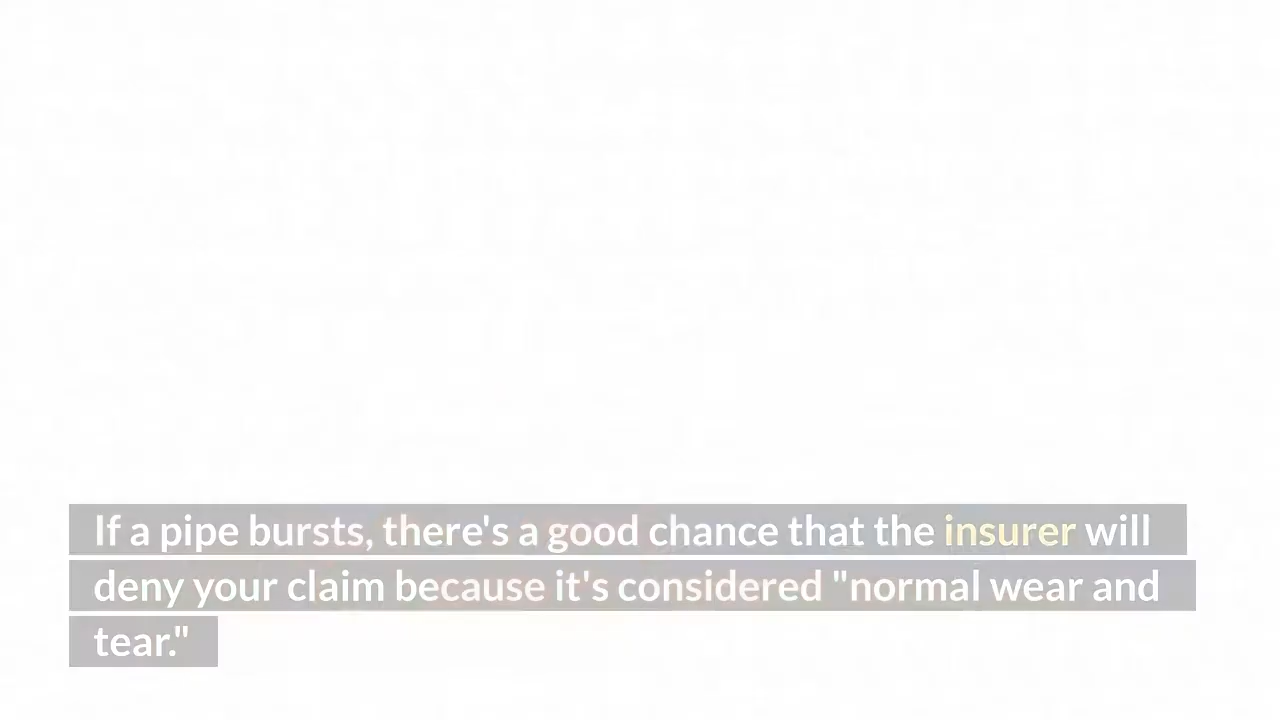 If a pipe bursts, there's a good chance that the insurer will
deny your claim because it's considered "normal wear and
tear."